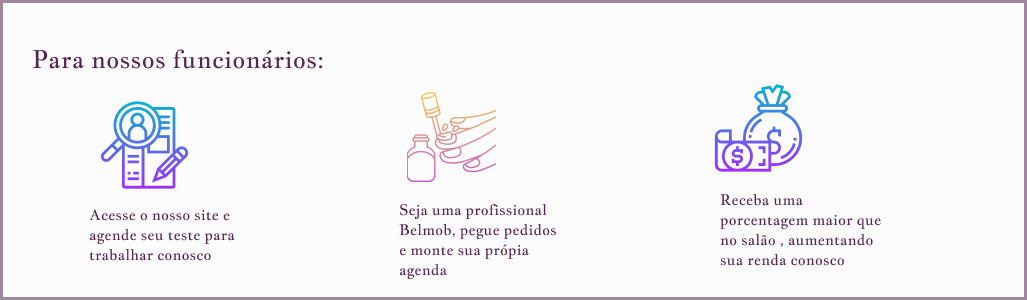 Para nossos funcionários:
Acesse o nosso site e
agende seu teste para
trabalhar conosco
Seja uma profissional
Belmob, pegue pedidos
e monte sua própia
agenda
Receba uma
porcentagem maior que
no salão , aumentando
sua renda conosco